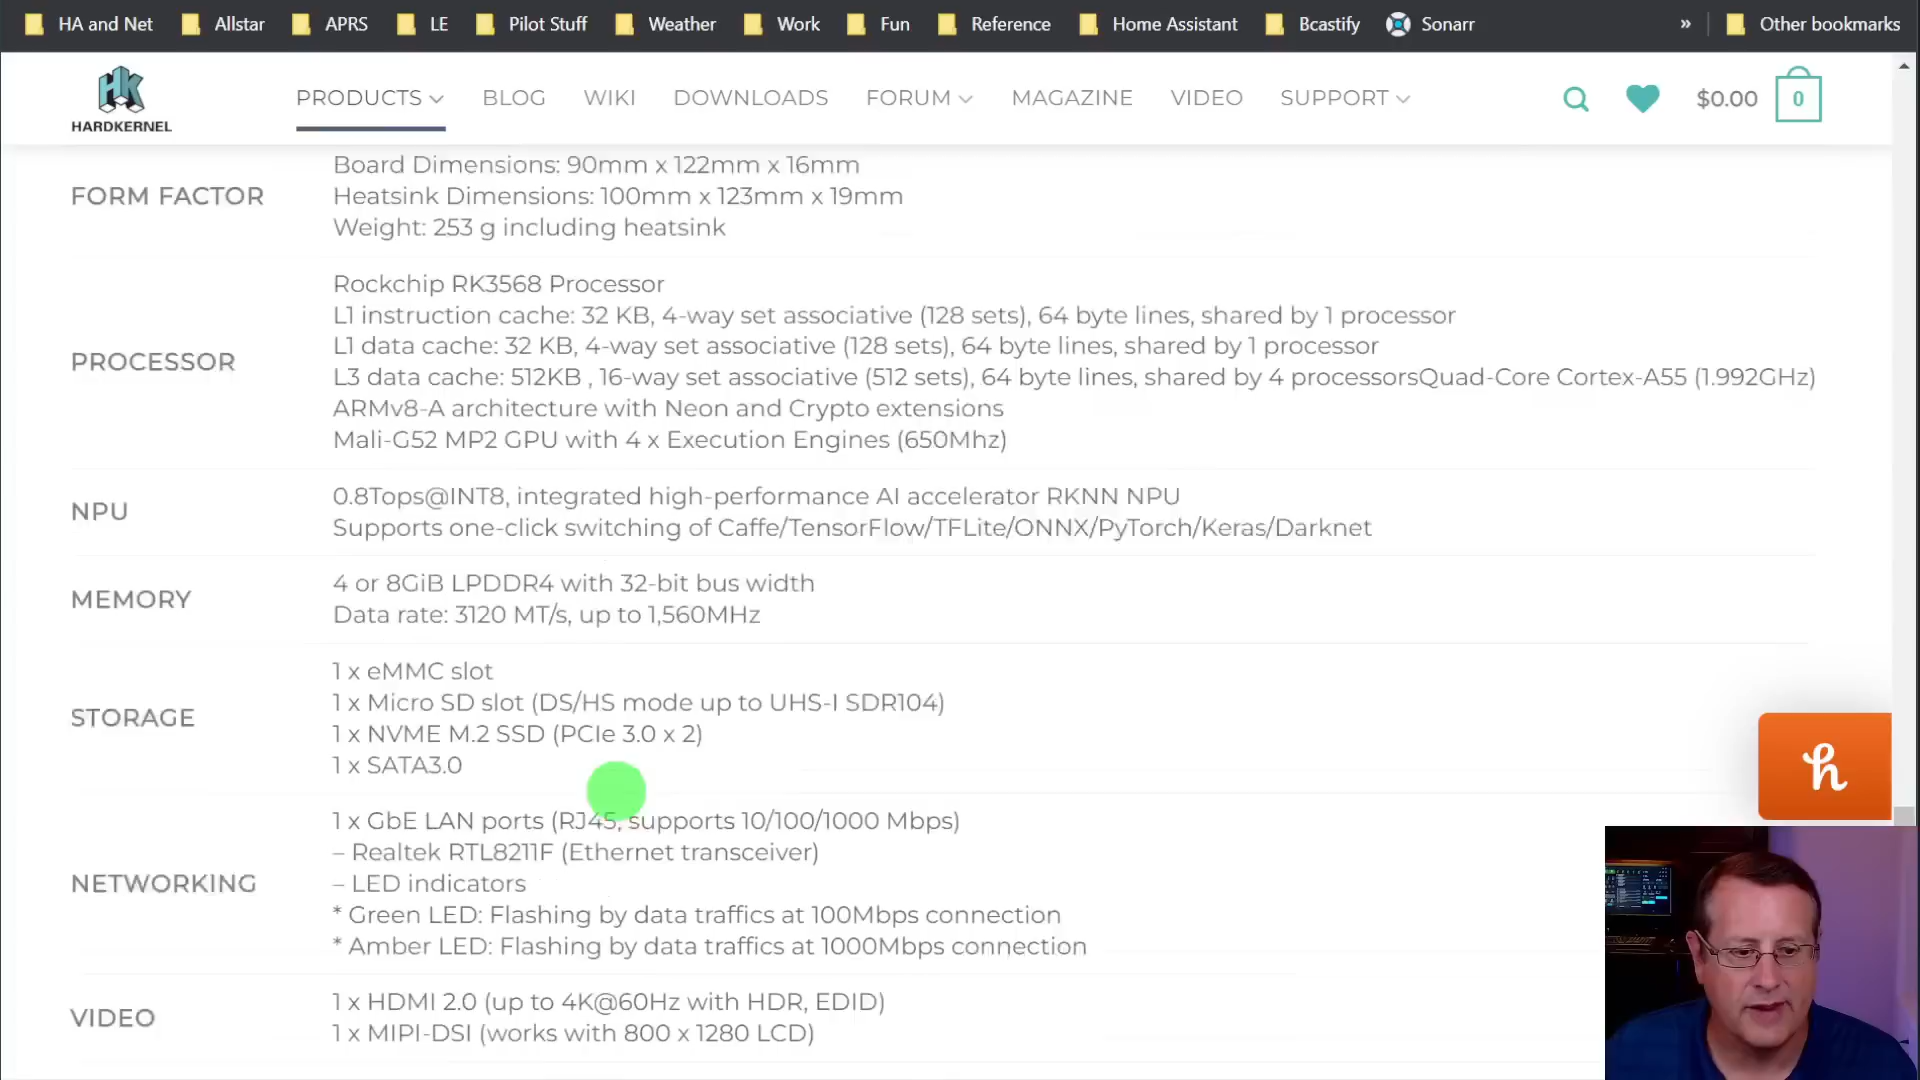 HA and Net Allstar APRS LE Pilot Stuff Weather Work Fun Reference Home Assistant Bcastify Sonarr » Other bookmarks
HK
HARDKERNEL
PRODUCTS BLOG WIKI DOWNLOADS FORUM MAGAZINE VIDEO SUPPORT $0.00 0
FORM FACTOR
Board Dimensions: 90mm x 122mm x 16mm
Heatsink Dimensions: 100mm x 123mm x 19mm
Weight: 253 g including heatsink
PROCESSOR
Rockchip RK3568 Processor
L1 instruction cache: 32 KB, 4-way set associative (128 sets), 64 byte lines, shared by 1 processor
L1 data cache: 32 KB, 4-way set associative (128 sets), 64 byte lines, shared by 1 processor
L3 data cache: 512KB , 16-way set associative (512 sets), 64 byte lines, shared by 4 processorsQuad-Core Cortex-A55 (1.992GHz)
ARMv8-A architecture with Neon and Crypto extensions
Mali-G52 MP2 GPU with 4 x Execution Engines (650Mhz)
NPU
0.8Tops@INT8, integrated high-performance AI accelerator RKNN NPU
Supports one-click switching of Caffe/TensorFlow/TFLite/ONNX/PyTorch/Keras/Darknet
MEMORY
4 or 8GiB LPDDR4 with 32-bit bus width
Data rate: 3120 MT/s, up to 1,560MHz
STORAGE
1 x eMMC slot
1 x Micro SD slot (DS/HS mode up to UHS-I SDR104)
1 x NVME M.2 SSD (PCIe 3.0 x 2)
1 x SATA3.0
NETWORKING
1 x GbE LAN ports (RJ45, supports 10/100/1000 Mbps)
– Realtek RTL8211F (Ethernet transceiver)
– LED indicators
* Green LED: Flashing by data traffics at 100Mbps connection
* Amber LED: Flashing by data traffics at 1000Mbps connection
VIDEO
1 x HDMI 2.0 (up to 4K@60Hz with HDR, EDID)
1 x MIPI-DSI (works with 800 x 1280 LCD)
h